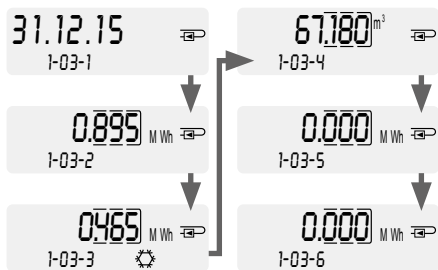 31.12.15
1-03-1
0.895 MWh
1-03-2
0.465 MWh
1-03-3
67.180 m³
1-03-4
0.000 MWh
1-03-5
0.000 MWh
1-03-6